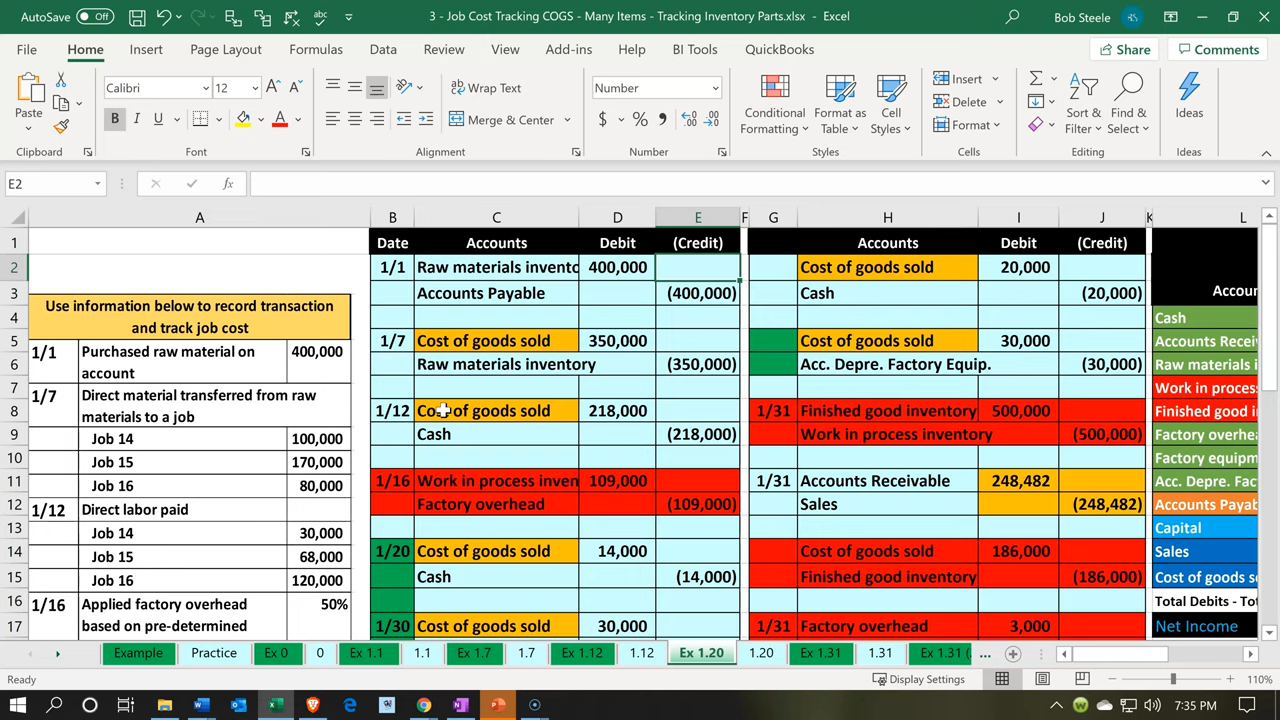 AutoSave Off 3 - Job Cost Tracking COGS - Many Items - Tracking Inventory Parts.xlsx - Excel Bob Steele
File Home Insert Page Layout Formulas Data Review View Add-ins Help BI Tools QuickBooks Share Comments
Paste Calibri 12 Wrap Text Number Insert
Conditional Format as Cell Delete Sort & Find & Ideas
B I U A Merge & Center $ % Formatting Table Styles Format Filter Select
Clipboard Font Alignment Number Styles Cells Editing Ideas
E2 fx
A B C D E F G H I J K L
1 Date Accounts Debit (Credit) Accounts Debit (Credit)
2 1/1 Raw materials invento 400,000 Cost of goods sold 20,000 Accou
3 Use information below to record transaction Accounts Payable (400,000) Cash (20,000)
4 and track job cost Cash
5 1/1 Purchased raw material on 400,000 1/7 Cost of goods sold 350,000 Cost of goods sold 30,000 Accounts Recei
6 account Raw materials inventory (350,000) Acc. Depre. Factory Equip. (30,000) Raw materials i
7 1/7 Direct material transferred from raw Work in process
8 materials to a job 1/12 Cost of goods sold 218,000 1/31 Finished good inventory 500,000 Finished good i
9 Job 14 100,000 Cash (218,000) Work in process inventory (500,000) Factory overhe
10 Job 15 170,000 Factory equipm
11 Job 16 80,000 1/16 Work in process inven 109,000 1/31 Accounts Receivable 248,482 Acc. Depre. Fac
12 1/12 Direct labor paid Factory overhead (109,000) Sales (248,482) Accounts Payab
13 Job 14 30,000 Capital
14 Job 15 68,000 1/20 Cost of goods sold 14,000 Cost of goods sold 186,000 Sales
15 Job 16 120,000 Cash (14,000) Finished good inventory (186,000) Cost of goods s
16 1/16 Applied factory overhead 50% Total Debits - Tot
17 based on pre-determined 1/30 Cost of goods sold 30,000 1/31 Factory overhead 3,000 Net Income
Example Practice Ex 0 0 Ex 1.1 1.1 Ex 1.7 1.7 Ex 1.12 1.12 Ex 1.20 1.20 Ex 1.31 1.31 Ex 1.31 ( ...
Ready Display Settings 110%
7:35 PM